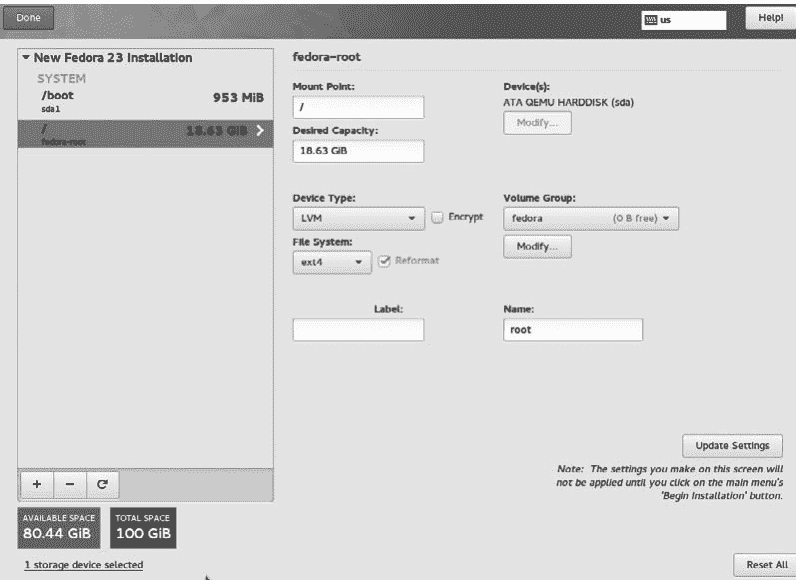 Done
us
Help!
New Fedora 23 Installation
SYSTEM
/boot
953 MiB
sda1
/
18.63 GiB
fedora-root
fedora-root
Mount Point:
/
Desired Capacity:
18.63 GiB
Device(s):
ATA QEMU HARDDISK (sda)
Modify...
Device Type:
LVM
Encrypt
Volume Group:
fedora (0 B free)
Modify...
File System:
ext4
Reformat
Label:
Name:
root
Update Settings
Note: The settings you make on this screen will
not be applied until you click on the main menu's
'Begin Installation' button.
AVAILABLE SPACE
80.44 GiB
TOTAL SPACE
100 GiB
1 storage device selected
Reset All